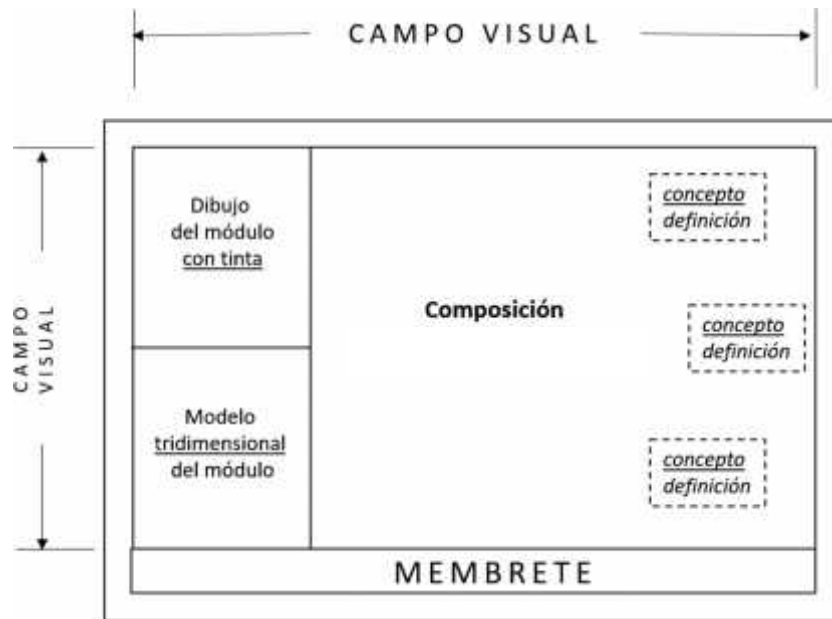 CAMPO VISUAL
CAMPO
VISUAL
Dibujo
del módulo
con tinta
Modelo
tridimensional
del módulo
Composición
concepto
definición
concepto
definición
concepto
definición
MEMBRETE